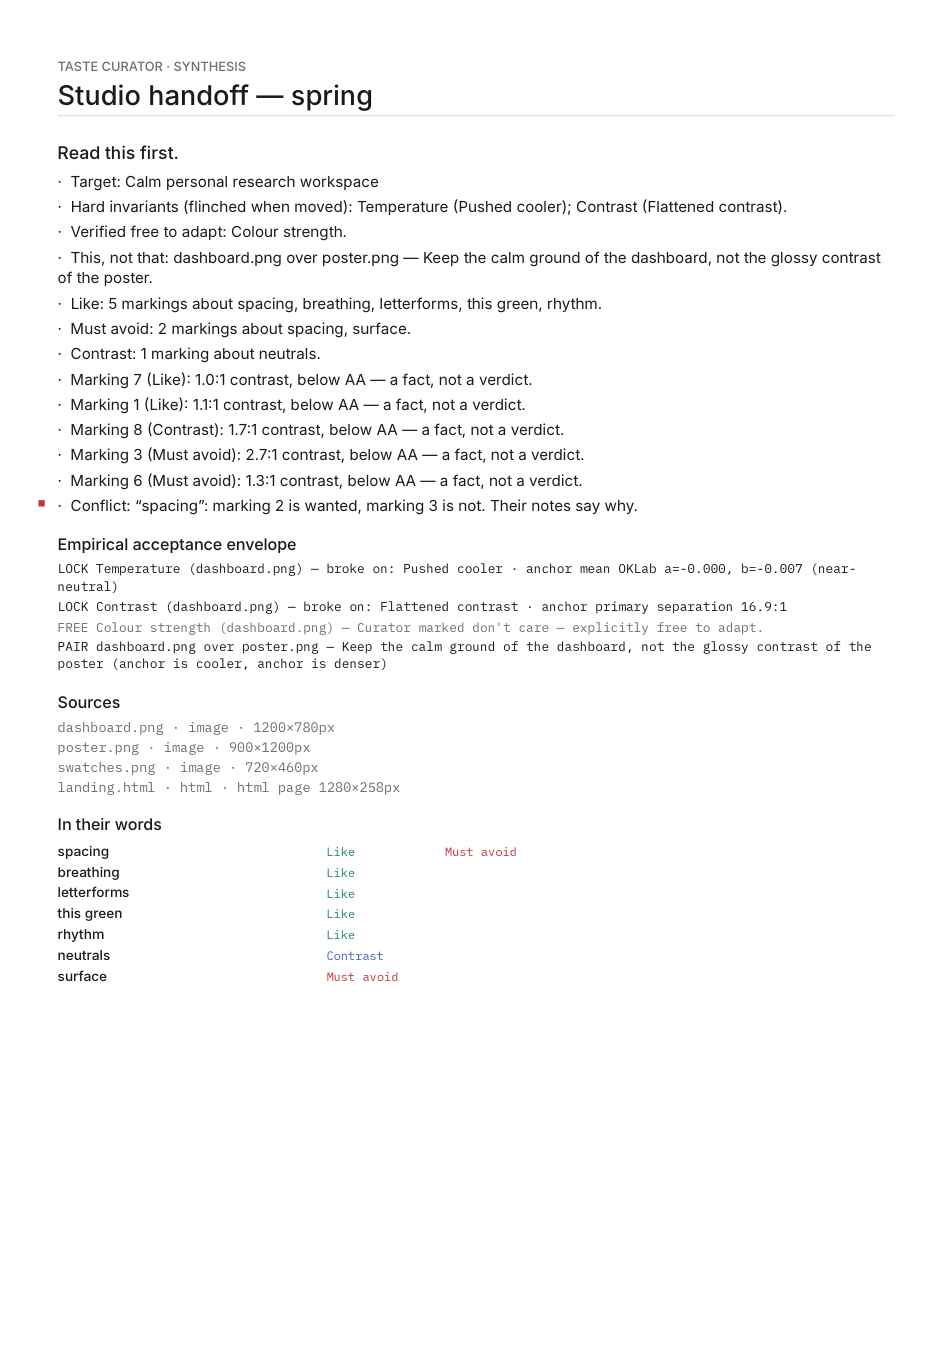 TASTE CURATOR · SYNTHESIS
Studio handoff — spring
Read this first.
· Target: Calm personal research workspace
· Hard invariants (flinched when moved): Temperature (Pushed cooler); Contrast (Flattened contrast).
· Verified free to adapt: Colour strength.
· This, not that: dashboard.png over poster.png — Keep the calm ground of the dashboard, not the glossy contrast
of the poster.
· Like: 5 markings about spacing, breathing, letterforms, this green, rhythm.
· Must avoid: 2 markings about spacing, surface.
· Contrast: 1 marking about neutrals.
· Marking 7 (Like): 1.0:1 contrast, below AA — a fact, not a verdict.
· Marking 1 (Like): 1.1:1 contrast, below AA — a fact, not a verdict.
· Marking 8 (Contrast): 1.7:1 contrast, below AA — a fact, not a verdict.
· Marking 3 (Must avoid): 2.7:1 contrast, below AA — a fact, not a verdict.
· Marking 6 (Must avoid): 1.3:1 contrast, below AA — a fact, not a verdict.
· Conflict: “spacing”: marking 2 is wanted, marking 3 is not. Their notes say why.
Empirical acceptance envelope
LOCK Temperature (dashboard.png) — broke on: Pushed cooler · anchor mean OKLab a=-0.000, b=-0.007 (near-
neutral)
LOCK Contrast (dashboard.png) — broke on: Flattened contrast · anchor primary separation 16.9:1
FREE Colour strength (dashboard.png) — Curator marked don't care — explicitly free to adapt.
PAIR dashboard.png over poster.png — Keep the calm ground of the dashboard, not the glossy contrast of the
poster (anchor is cooler, anchor is denser)
Sources
dashboard.png · image · 1200×780px
poster.png · image · 900×1200px
swatches.png · image · 720×460px
landing.html · html · html page 1280×258px
In their words
spacing Like Must avoid
breathing Like
letterforms Like
this green Like
rhythm Like
neutrals Contrast
surface Must avoid